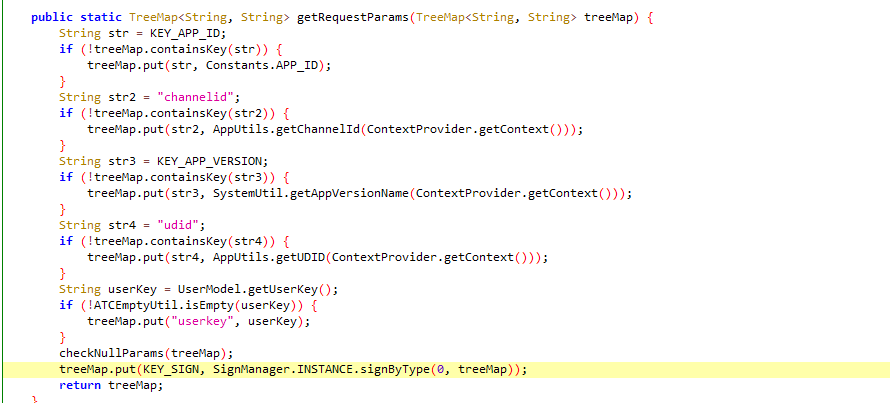 public static TreeMap<String, String> getRequestParams(TreeMap<String, String> treeMap) {
String str = KEY_APP_ID;
if (!treeMap.containsKey(str)) {
treeMap.put(str, Constants.APP_ID);
}
String str2 = "channelid";
if (!treeMap.containsKey(str2)) {
treeMap.put(str2, AppUtils.getChannelId(ContextProvider.getContext()));
}
String str3 = KEY_APP_VERSION;
if (!treeMap.containsKey(str3)) {
treeMap.put(str3, SystemUtil.getAppVersionName(ContextProvider.getContext()));
}
String str4 = "udid";
if (!treeMap.containsKey(str4)) {
treeMap.put(str4, AppUtils.getUDID(ContextProvider.getContext()));
}
String userKey = UserModel.getUserKey();
if (!ATCEmptyUtil.isEmpty(userKey)) {
treeMap.put("userkey", userKey);
}
checkNullParams(treeMap);
treeMap.put(KEY_SIGN, SignManager.INSTANCE.signByType(0, treeMap));
return treeMap;
}